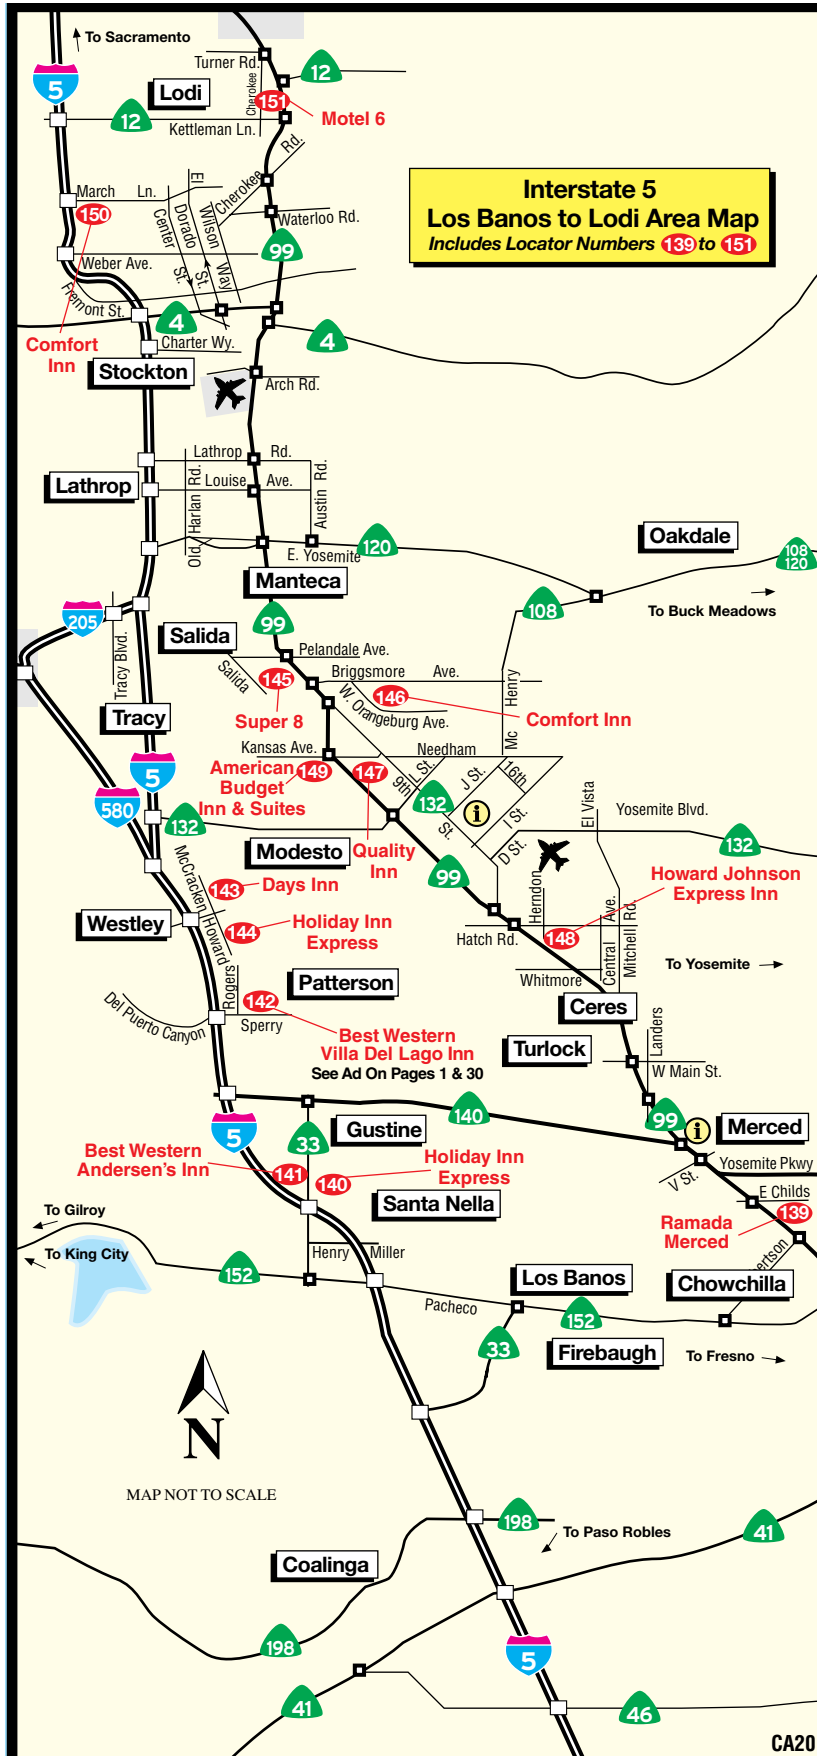 To Sacramento
Turner Rd.
12
5
Lodi
Cherokee
151
Motel 6
12
Kettleman Ln.
Rd.
Cherokee
March Ln.
El
Dorado
St.
Center
St.
Wilson
Way
150
Waterloo Rd.
99
Weber Ave.
Fremont St.
4
4
Comfort
Inn
Charter Wy.
Stockton
Arch Rd.
Interstate 5
Los Banos to Lodi Area Map
Includes Locator Numbers 139 to 151
Lathrop Rd.
Lathrop
Louise Ave.
Old Harlan Rd.
Austin Rd.
E. Yosemite
120
Oakdale
108
120
Manteca
108
To Buck Meadows
205
99
Salida
Pelandale Ave.
Tracy Blvd.
Salida
145
Briggsmore Ave.
146
W. Orangeburg Ave.
Mc Henry
Super 8
Comfort Inn
Tracy
Kansas Ave.
Needham
American
Budget
Inn & Suites
149
147
9th
St.
L St.
J St.
16th
I St.
D St.
5
580
132
132
i
El Vista
Yosemite Blvd.
132
Modesto
Quality
Inn
99
McCracken
Howard
143
Days Inn
Herndon
Howard Johnson
Express Inn
Westley
144
Holiday Inn
Express
Hatch Rd.
148
Central Ave.
Mitchell Rd.
To Yosemite
Whitmore
Patterson
Rogers
142
Del Puerto Canyon
Sperry
Ceres
Best Western
Villa Del Lago Inn
See Ad On Pages 1 & 30
Turlock
Landers
W Main St.
140
5
33
Gustine
99
i
Merced
Best Western
Andersen's Inn
141
140
Holiday Inn
Express
V St.
Yosemite Pkwy
Santa Nella
E Childs
139
Ramada
Merced
To Gilroy
To King City
Henry Miller
152
Los Banos
ertson
Chowchilla
Pacheco
152
33
Firebaugh
To Fresno
N
MAP NOT TO SCALE
198
To Paso Robles
41
Coalinga
198
5
41
46
CA20